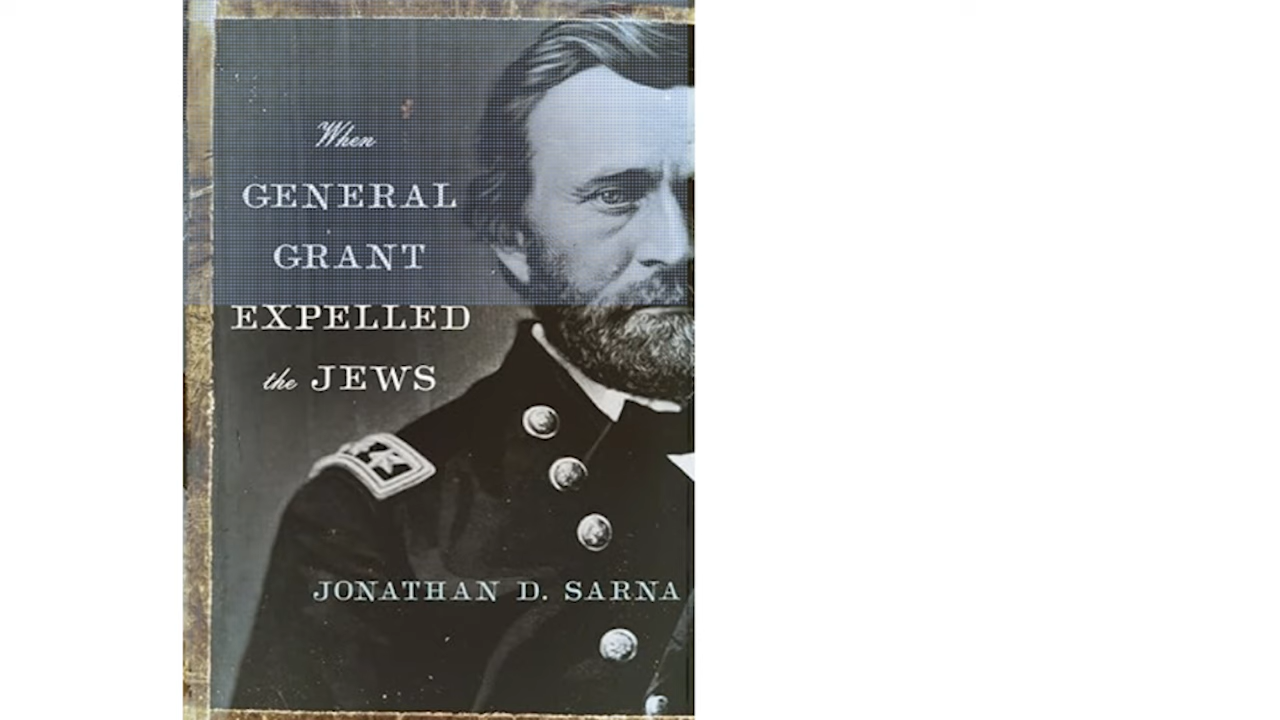 When
GENERAL
GRANT
EXPELLED
the JEWS
JONATHAN D. SARNA